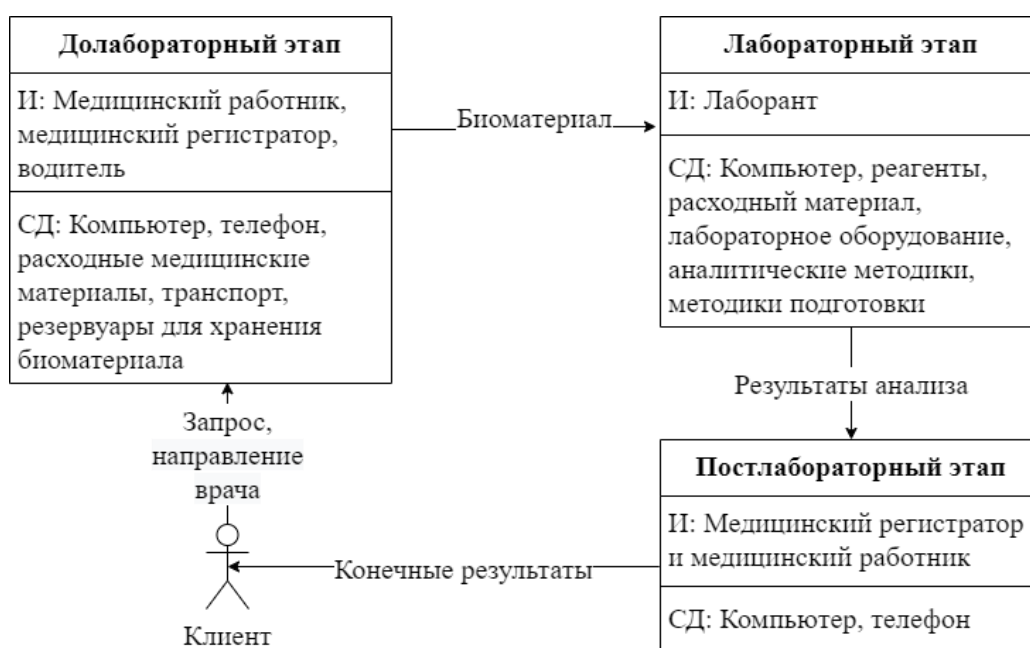 Долабораторный этап
И: Медицинский работник,
медицинский регистратор,
водитель
СД: Компьютер, телефон,
расходные медицинские
материалы, транспорт,
резервуары для хранения
биоматериала
Биоматериал
Лабораторный этап
И: Лаборант
СД: Компьютер, реагенты,
расходный материал,
лабораторное оборудование,
аналитические методики,
методики подготовки
Результаты анализа
Постлабораторный этап
И: Медицинский регистратор
и медицинский работник
СД: Компьютер, телефон
Конечные результаты
Запрос,
направление
врача
Клиент